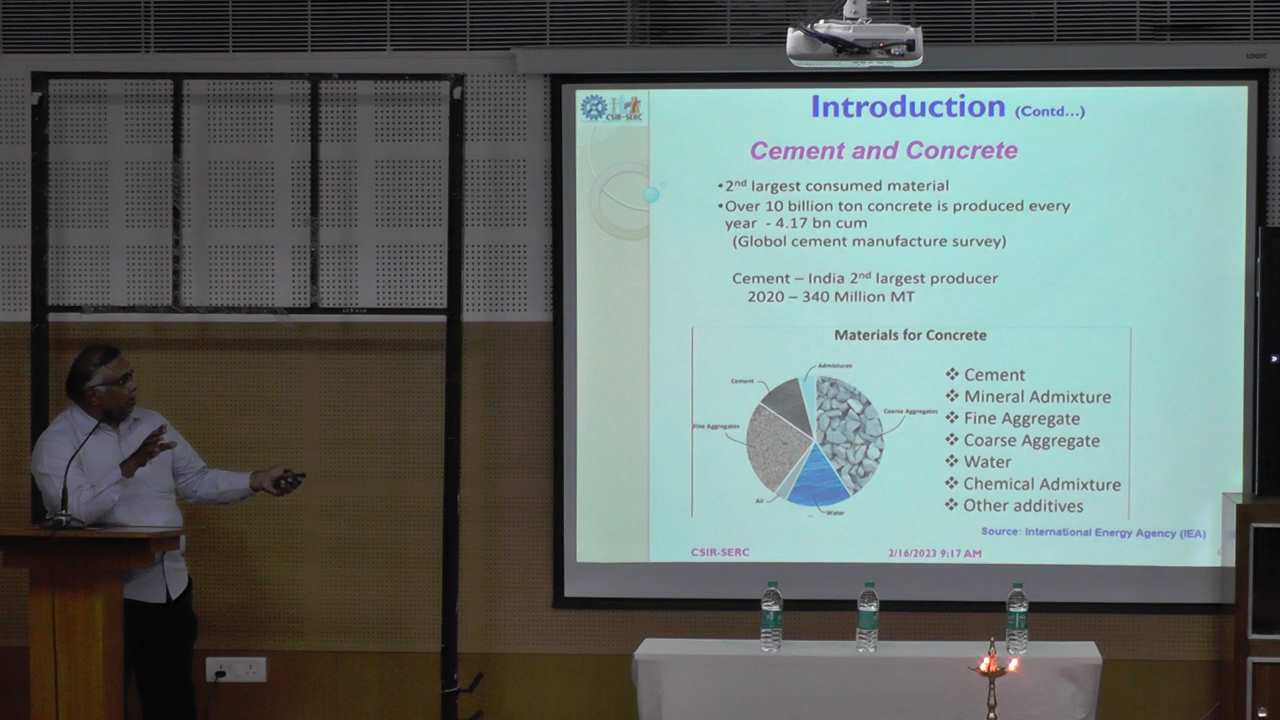 LOGIC
CSIR-SERC
Introduction (Contd...)
Cement and Concrete
•2nd largest consumed material
•Over 10 billion ton concrete is produced every
year - 4.17 bn cum
(Global cement manufacture survey)
Cement – India 2nd largest producer
2020 – 340 Million MT
Materials for Concrete
Admixtures
Cement
Coarse Aggregates
Fine Aggregates
Air
Water
❖ Cement
❖ Mineral Admixture
❖ Fine Aggregate
❖ Coarse Aggregate
❖ Water
❖ Chemical Admixture
❖ Other additives
Source: International Energy Agency (IEA)
CSIR-SERC
2/16/2023 9:17 AM